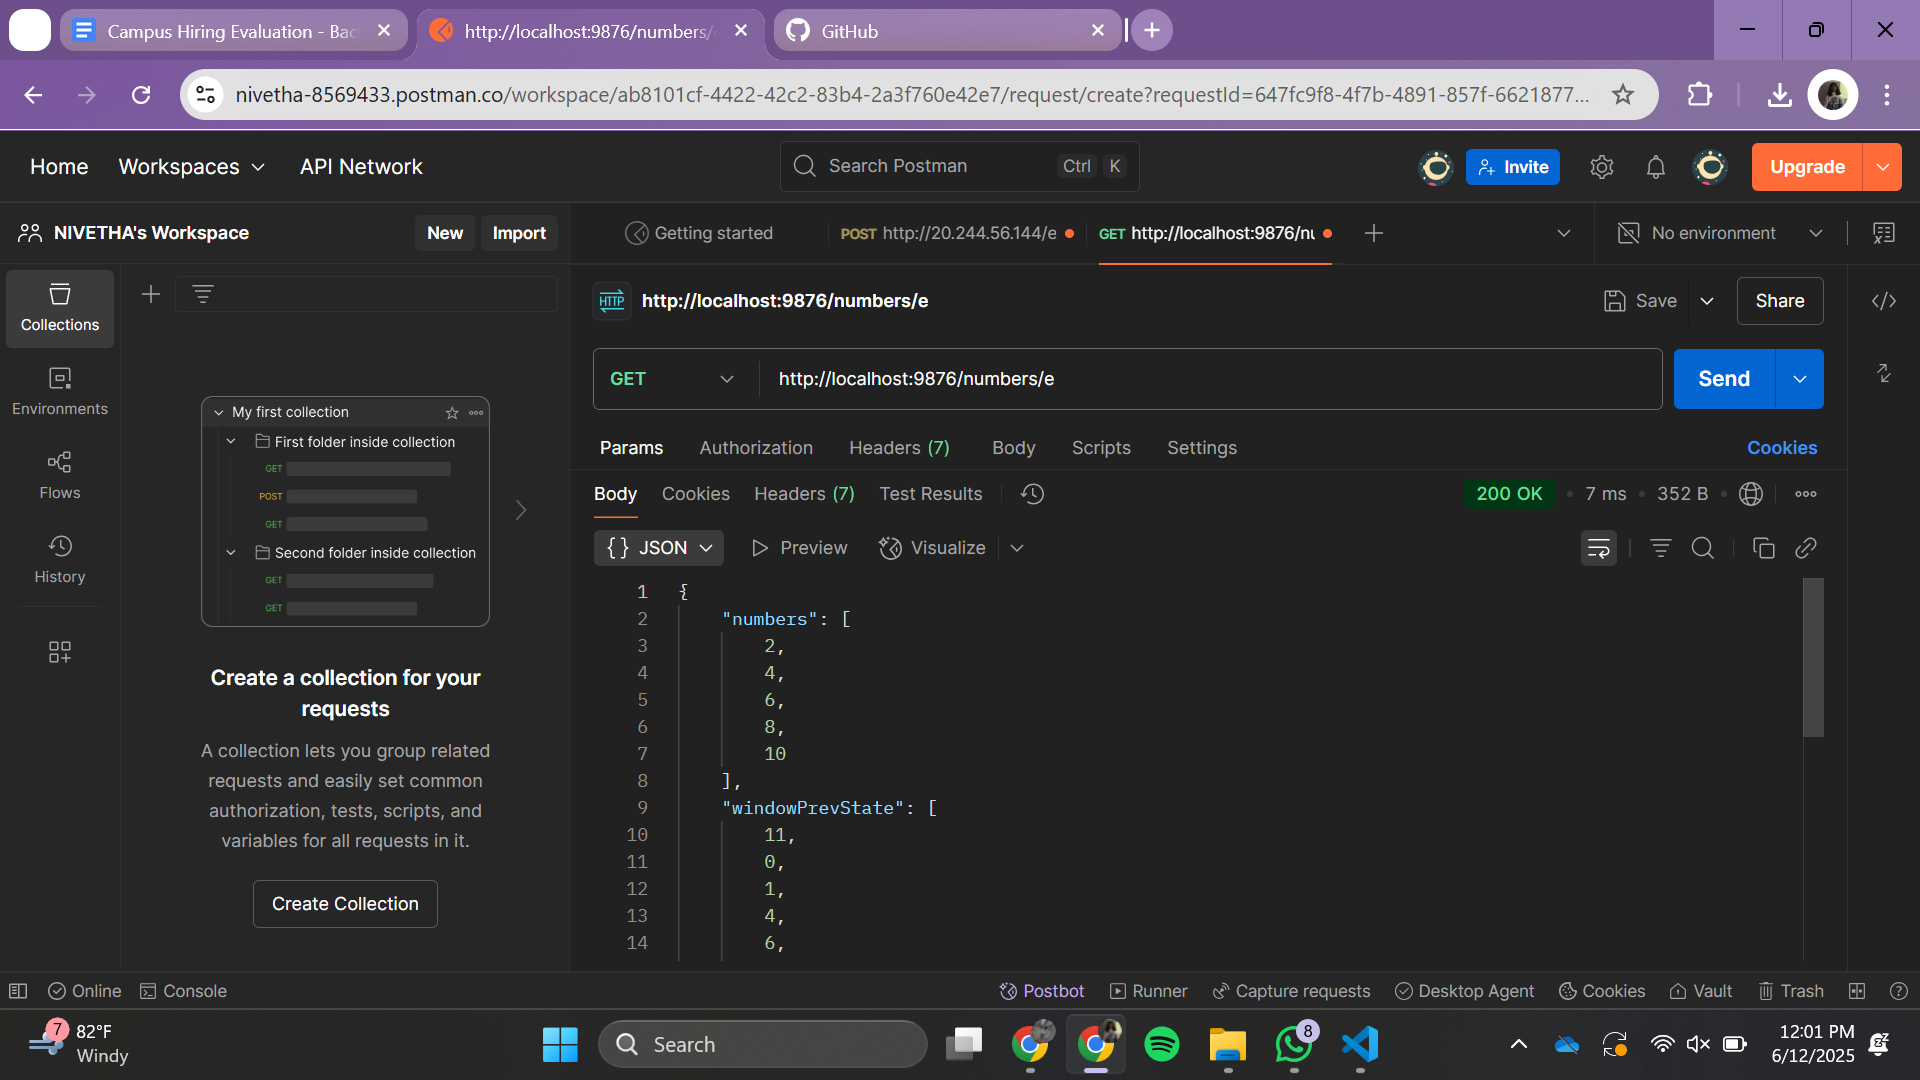 Campus Hiring Evaluation - Bac
http://localhost:9876/numbers/
GitHub
nivetha-8569433.postman.co/workspace/ab8101cf-4422-42c2-83b4-2a3f760e42e7/request/create?requestId=647fc9f8-4f7b-4891-857f-6621877...
Home
Workspaces
API Network
Search Postman
Ctrl
K
Invite
Upgrade
NIVETHA's Workspace
New
Import
Getting started
POST http://20.244.56.144/e
GET http://localhost:9876/nu
No environment
Collections
Environments
Flows
History
My first collection
First folder inside collection
GET
POST
GET
Second folder inside collection
GET
GET
Create a collection for your
requests
A collection lets you group related
requests and easily set common
authorization, tests, scripts, and
variables for all requests in it.
Create Collection
HTTP
http://localhost:9876/numbers/e
Save
Share
GET
http://localhost:9876/numbers/e
Send
Params
Authorization
Headers (7)
Body
Scripts
Settings
Cookies
Body
Cookies
Headers (7)
Test Results
200 OK
7 ms
352 B
{} JSON
Preview
Visualize
1 {
2 "numbers": [
3 2,
4 4,
5 6,
6 8,
7 10
8 ],
9 "windowPrevState": [
10 11,
11 0,
12 1,
13 4,
14 6,
Online
Console
Postbot
Runner
Capture requests
Desktop Agent
Cookies
Vault
Trash
7
82°F
Windy
Search
8
12:01 PM
6/12/2025